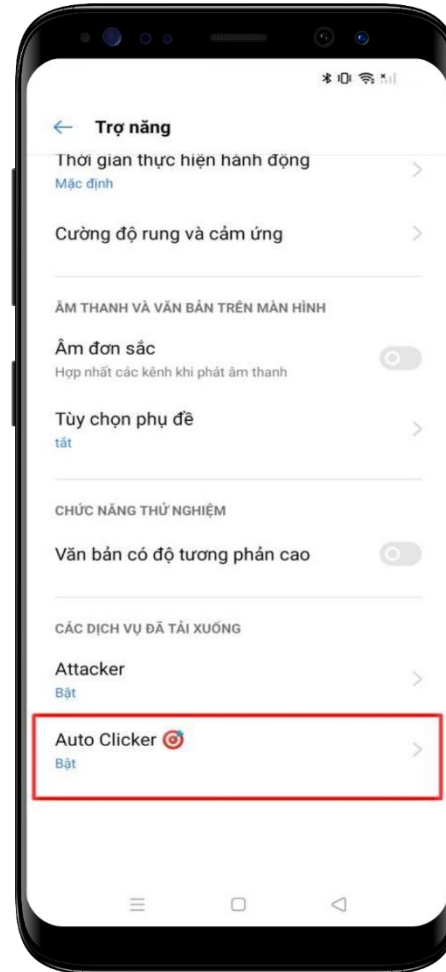 Trợ năng
Thời gian thực hiện hành động
Mặc định
Cường độ rung và cảm ứng
ÂM THANH VÀ VĂN BẢN TRÊN MÀN HÌNH
Âm đơn sắc
Hợp nhất các kênh khi phát âm thanh
Tùy chọn phụ đề
tắt
CHỨC NĂNG THỬ NGHIỆM
Văn bản có độ tương phản cao
CÁC DỊCH VỤ ĐÃ TẢI XUỐNG
Attacker
Bật
Auto Clicker 🎯
Bật